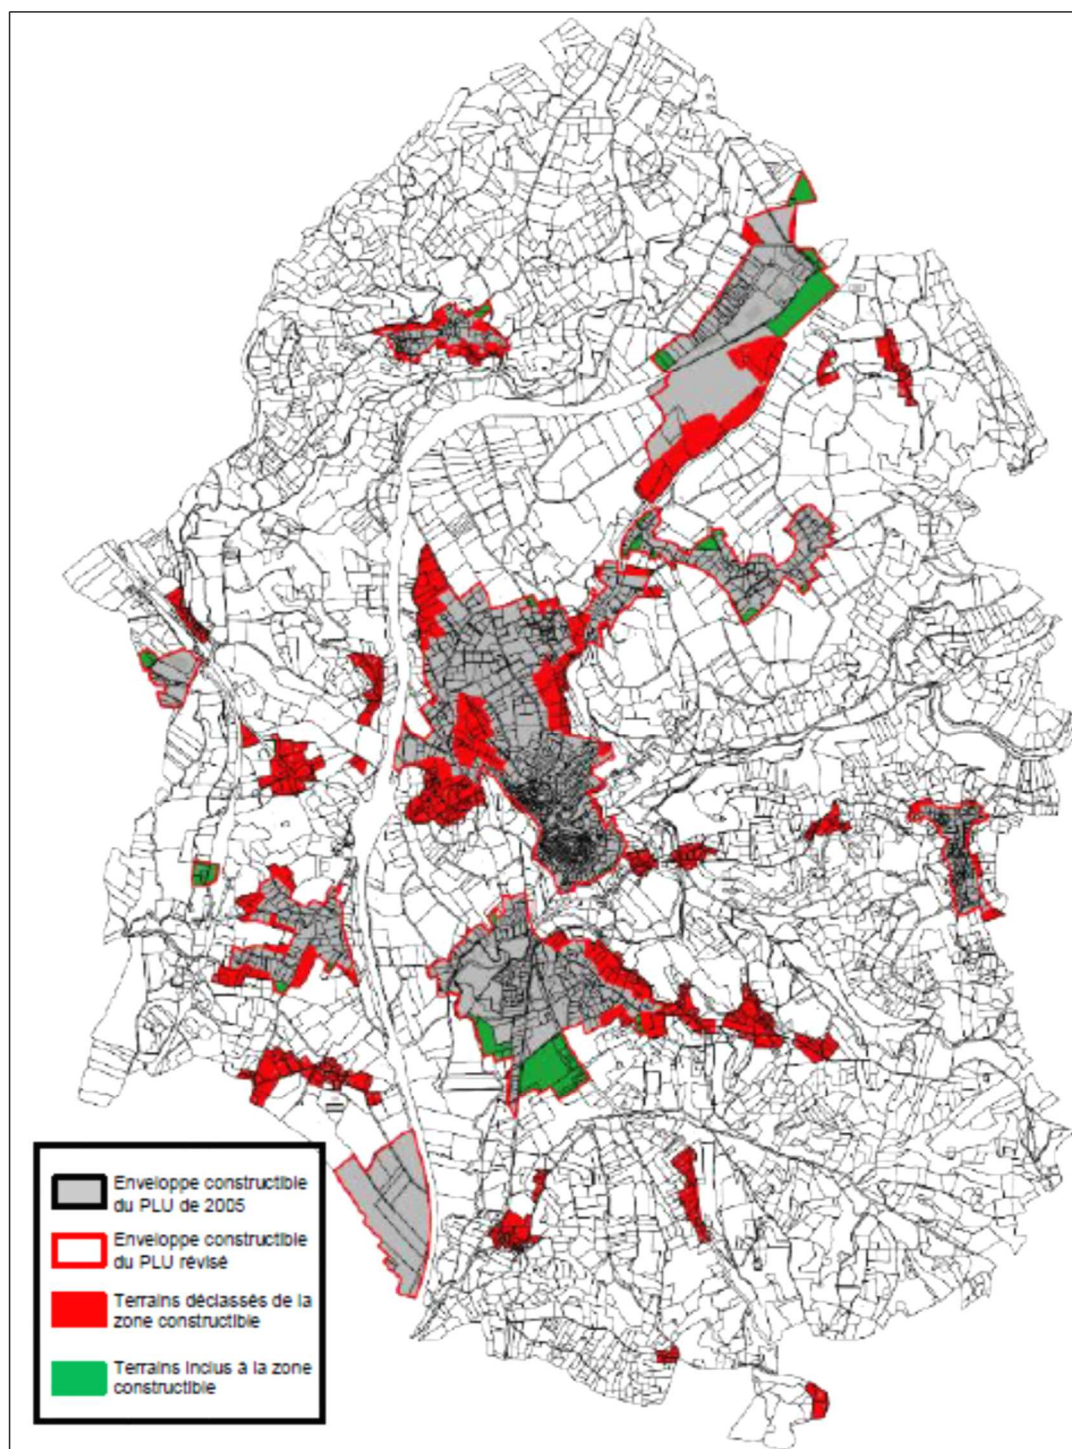 Enveloppe constructible
du PLU de 2005
Enveloppe constructible
du PLU révisé
Terrains déclassés de la
zone constructible
Terrains inclus à la zone
constructible